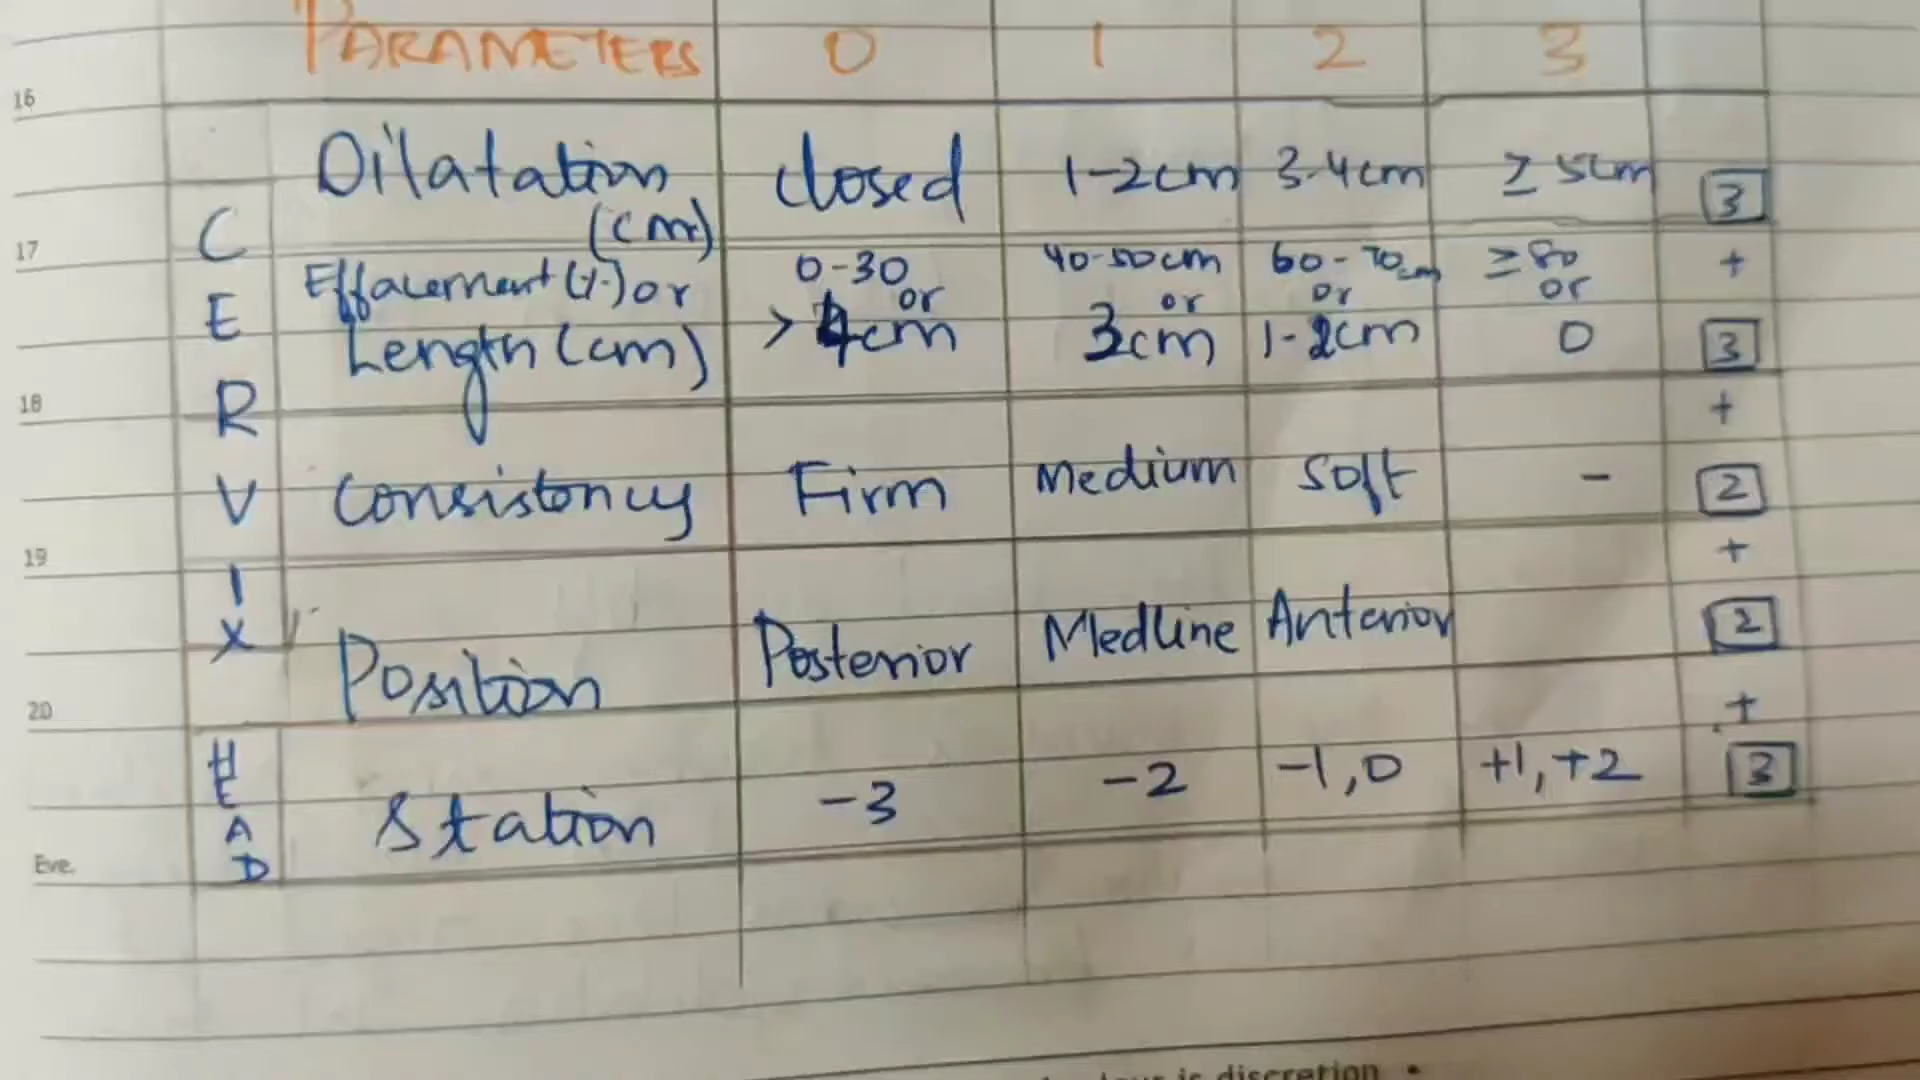 PARAMETERS 0 1 2 3
16
Dilatation (cm) closed 1-2cm 3-4cm ≥ 5cm 3
17
+
Effacement (%) or 0-30 or 40-50cm or 60-70cm or ≥80 or
Length (cm) > 4cm 3cm 1-2cm 0 3
18
+
Consistency Firm Medium Soft - 2
19
+
Position Posterior Medline Anterior 2
20
+
Station -3 -2 -1,0 +1,+2 3
C
E
R
V
I
X
H
E
A
D
Eve.
is discretion •